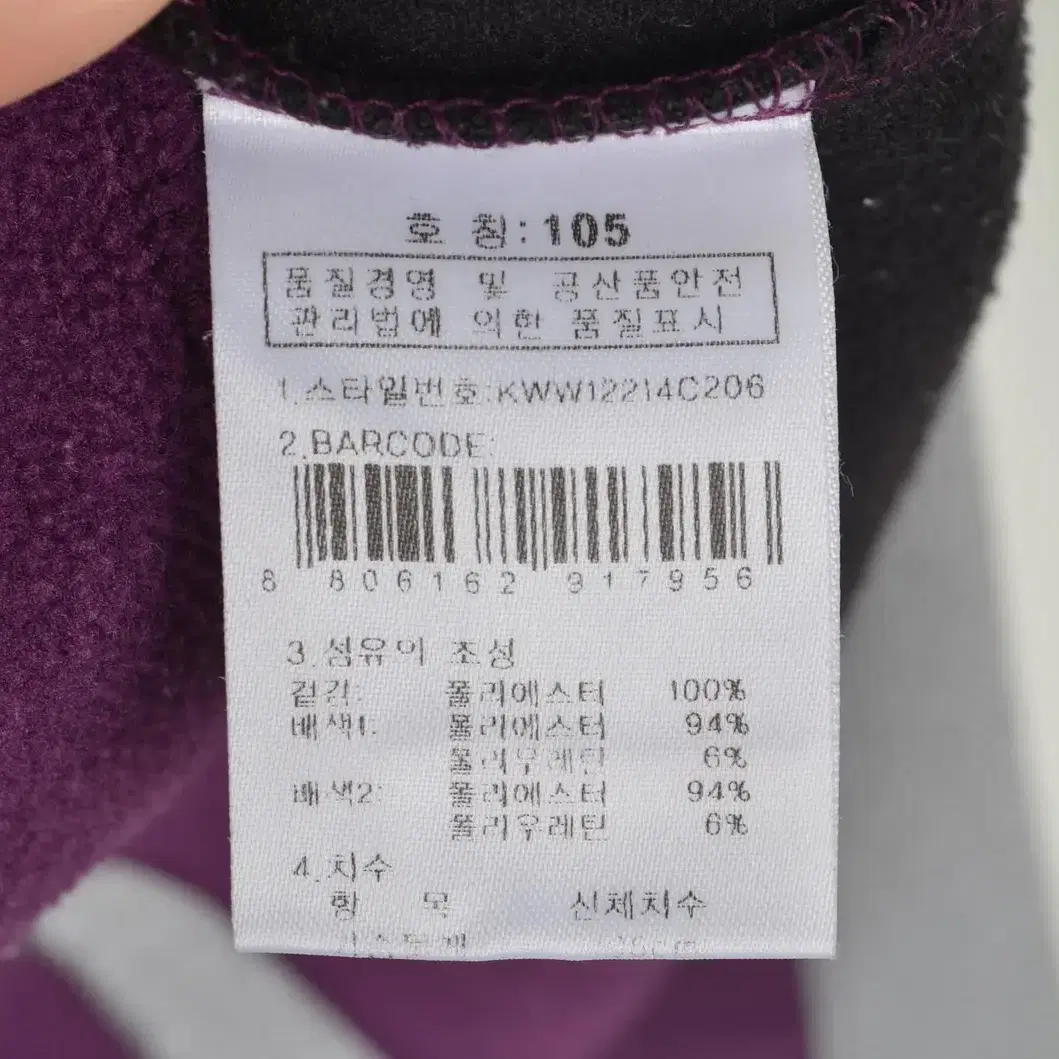 호 칭:105
품질경영 및 공산품안전
관리법에 의한 품질표시
1.스타일번호:KWW12214C206
2.BARCODE:
8 806162 917956
3.섬유의 조성
겉감: 폴리에스터 100%
배색1: 폴리에스터 94%
폴리우레탄 6%
배색2: 폴리에스터 94%
폴리우레탄 6%
4.치수
항 목 신체치수